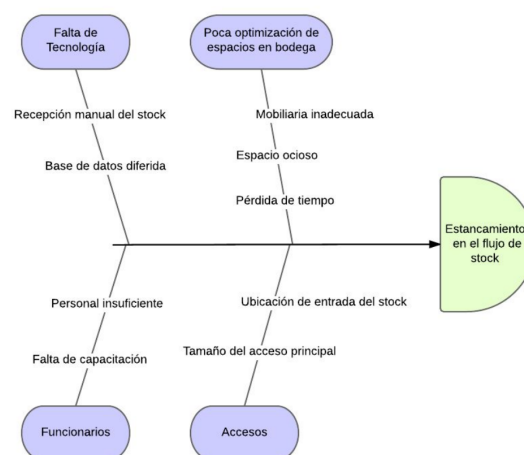 Falta de
Tecnología
Poca optimización de
espacios en bodega
Recepción manual del stock
Base de datos diferida
Mobiliaria inadecuada
Espacio ocioso
Pérdida de tiempo
Estancamiento
en el flujo de
stock
Personal insuficiente
Falta de capacitación
Ubicación de entrada del stock
Tamaño del acceso principal
Funcionarios
Accesos